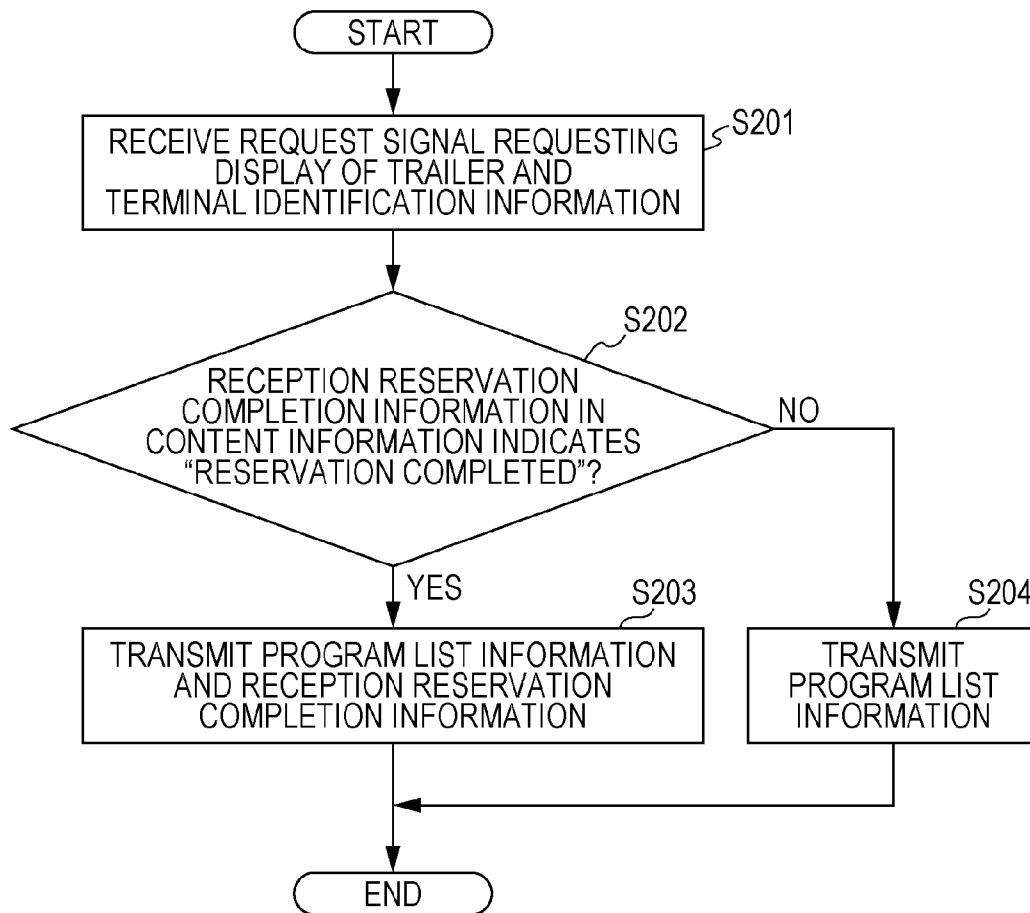 START
S201
RECEIVE REQUEST SIGNAL REQUESTING
DISPLAY OF TRAILER AND
TERMINAL IDENTIFICATION INFORMATION
S202
RECEPTION RESERVATION
COMPLETION INFORMATION IN
CONTENT INFORMATION INDICATES
“RESERVATION COMPLETED”?
NO
YES
S203
TRANSMIT PROGRAM LIST INFORMATION
AND RECEPTION RESERVATION
COMPLETION INFORMATION
S204
TRANSMIT
PROGRAM LIST
INFORMATION
END